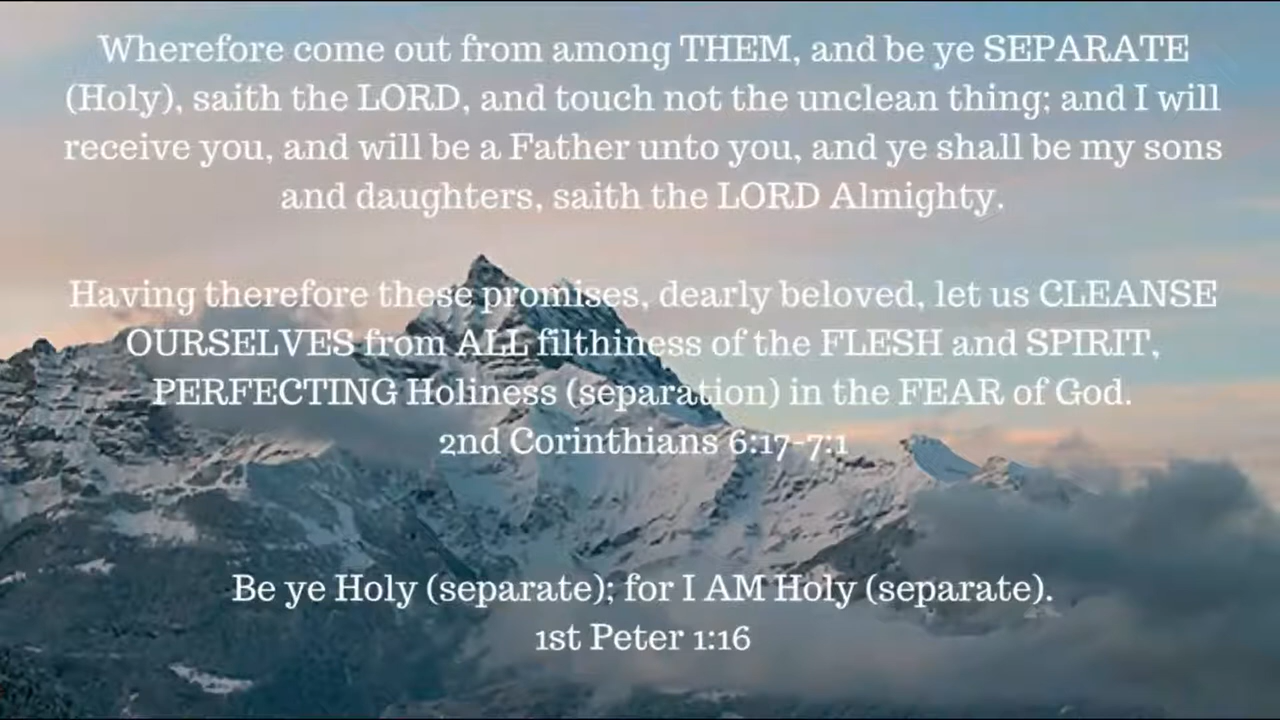 Wherefore come out from among THEM, and be ye SEPARATE
(Holy), saith the LORD, and touch not the unclean thing; and I will
receive you, and will be a Father unto you, and ye shall be my sons
and daughters, saith the LORD Almighty.
Having therefore these promises, dearly beloved, let us CLEANSE
OURSELVES from ALL filthiness of the FLESH and SPIRIT,
PERFECTING Holiness (separation) in the FEAR of God.
2nd Corinthians 6:17-7:1
Be ye Holy (separate); for I AM Holy (separate).
1st Peter 1:16